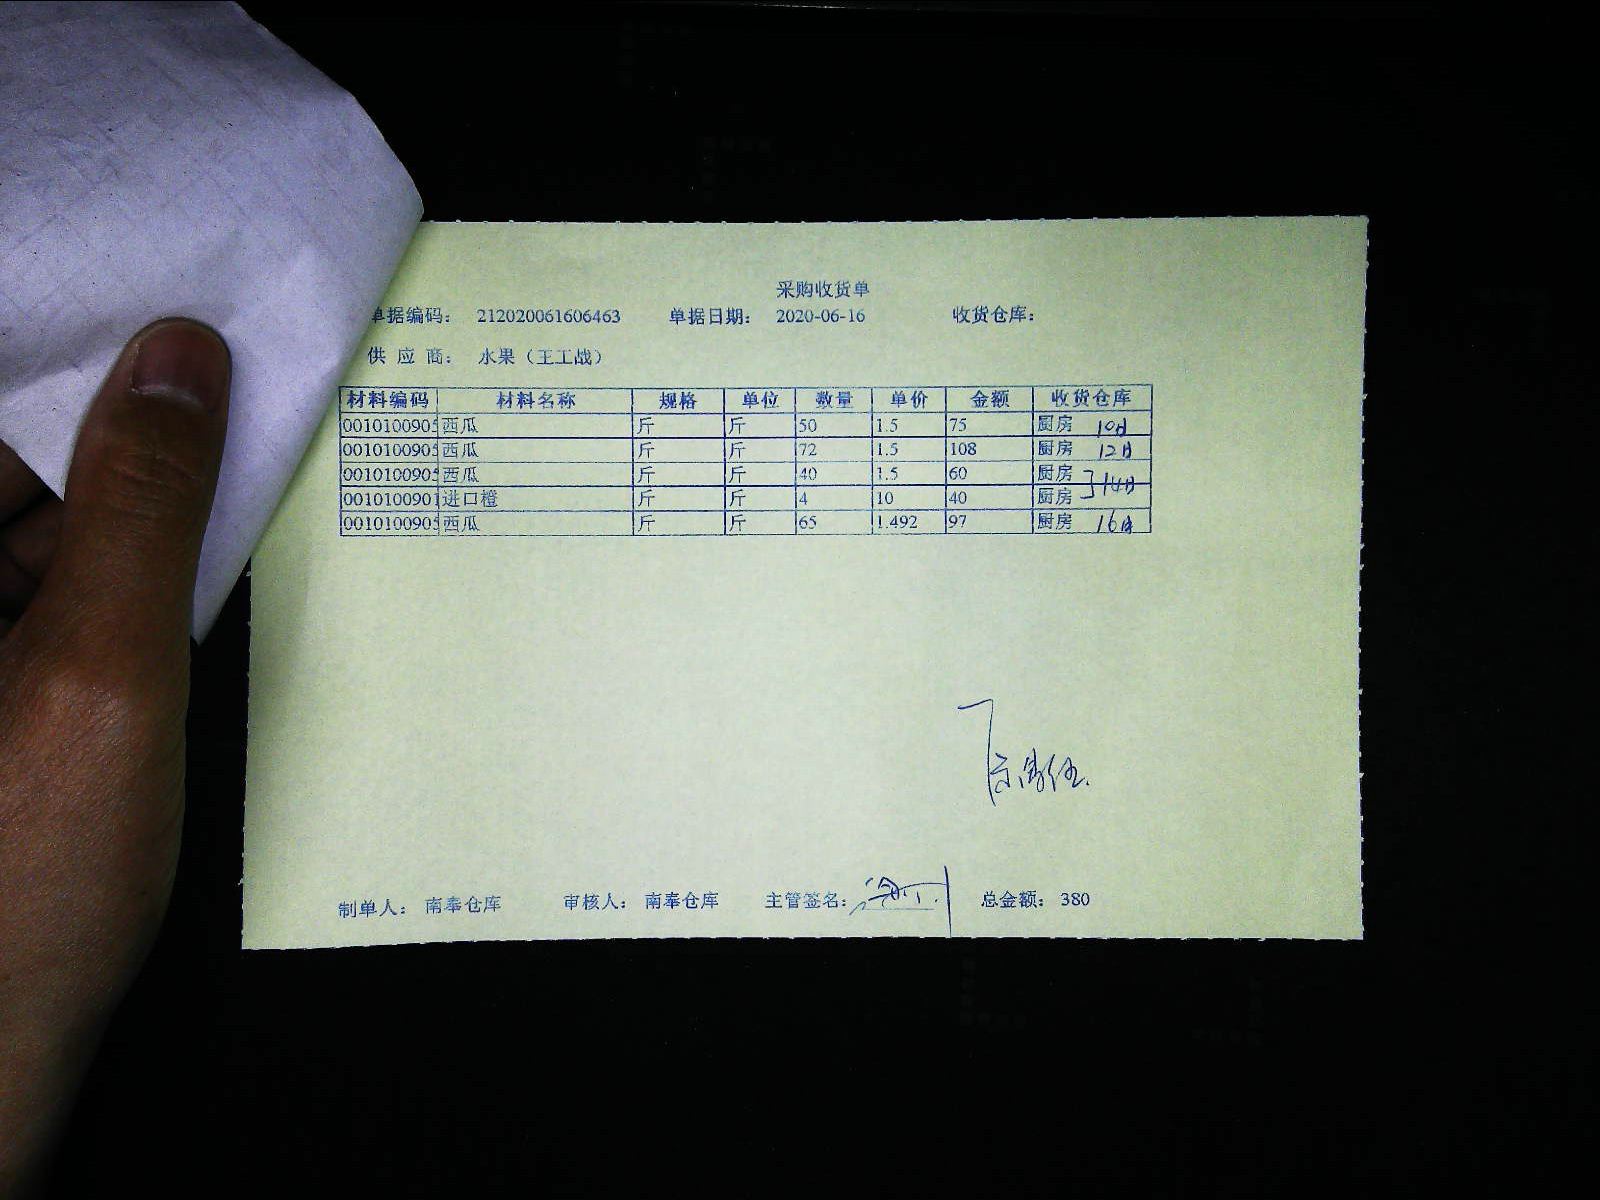 采购收货单
单据编码： 212020061606463 单据日期： 2020-06-16 收货仓库：
供 应 商： 水果（王工战）
材料编码 材料名称 规格 单位 数量 单价 金额 收货仓库
0010100905 西瓜 斤 斤 50 1.5 75 厨房 10日
0010100905 西瓜 斤 斤 72 1.5 108 厨房 12日
0010100905 西瓜 斤 斤 40 1.5 60 厨房
0010100901 进口橙 斤 斤 4 10 40 厨房 14日
0010100905 西瓜 斤 斤 65 1.492 97 厨房 16日
制单人： 南奉仓库 审核人： 南奉仓库 主管签名： 总金额： 380